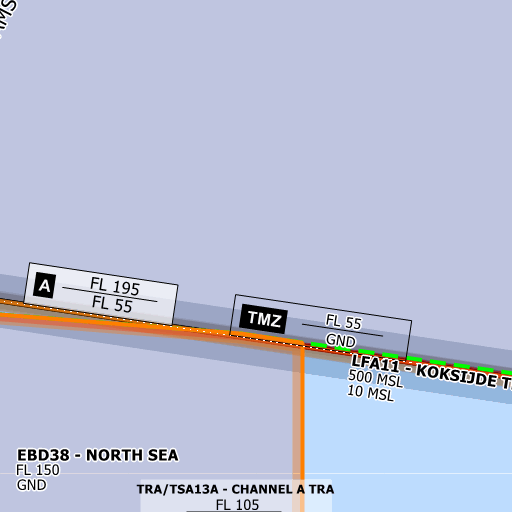 A
FL 195
FL 55
TMZ
FL 55
GND
LFA11 - KOKSIJDE
500 MSL
10 MSL
EBD38 - NORTH SEA
FL 150
GND
TRA/TSA13A - CHANNEL A TRA
FL 105